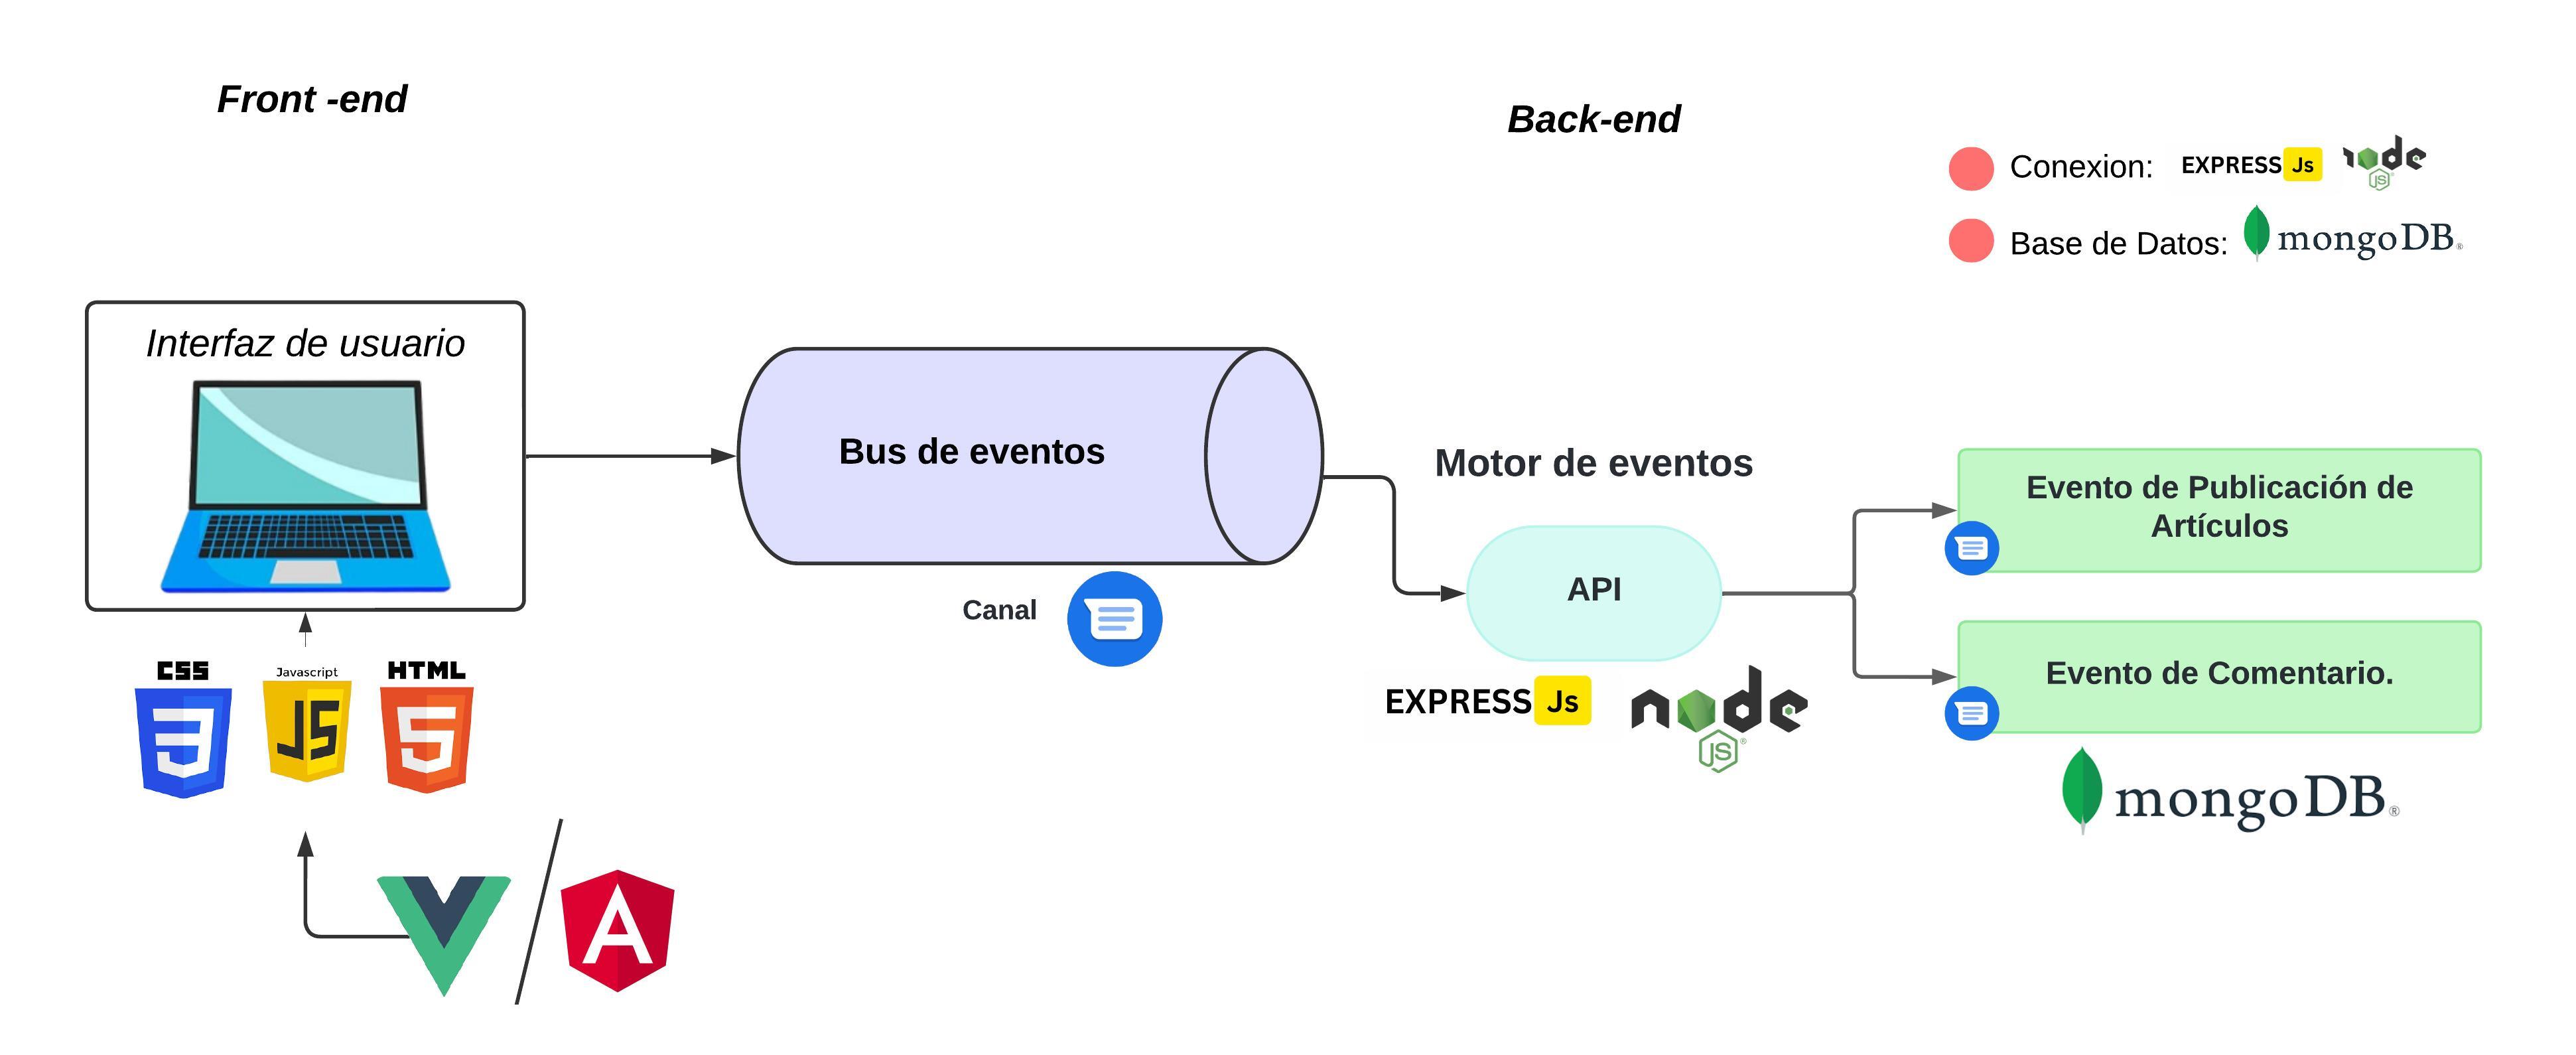 Front -end
Back-end
Conexion: EXPRESS Js node JS
Base de Datos: mongoDB®
Interfaz de usuario
Bus de eventos
Canal
Motor de eventos
API
EXPRESS Js
node
JS®
Evento de Publicación de
Artículos
Evento de Comentario.
mongoDB®
CSS Javascript HTML
3 JS 5
A